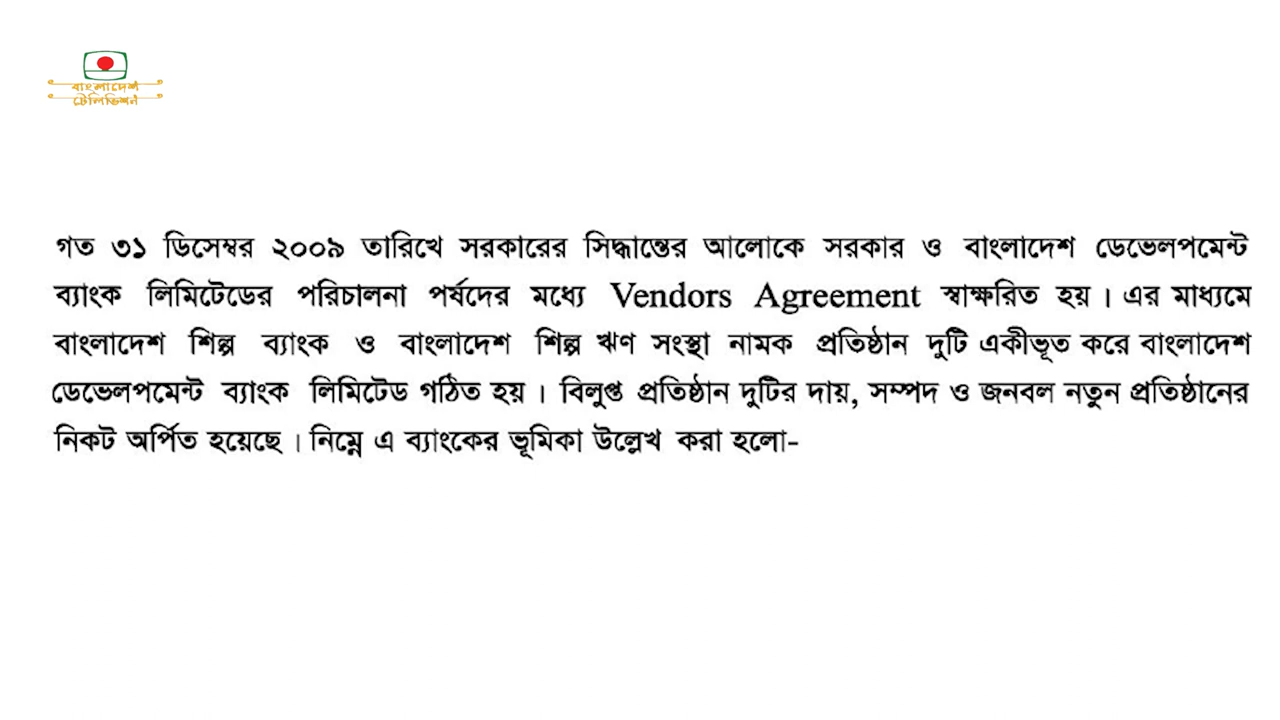 বাংলাদেশ
টেলিভিশন
গত ৩১ ডিসেম্বর ২০০৯ তারিখে সরকারের সিদ্ধান্তের আলোকে সরকার ও বাংলাদেশ ডেভেলপমেন্ট
ব্যাংক লিমিটেডের পরিচালনা পর্ষদের মধ্যে Vendors Agreement স্বাক্ষরিত হয় । এর মাধ্যমে
বাংলাদেশ শিল্প ব্যাংক ও বাংলাদেশ শিল্প ঋণ সংস্থা নামক প্রতিষ্ঠান দুটি একীভূত করে বাংলাদেশ
ডেভেলপমেন্ট ব্যাংক লিমিটেড গঠিত হয় । বিলুপ্ত প্রতিষ্ঠান দুটির দায়, সম্পদ ও জনবল নতুন প্রতিষ্ঠানের
নিকট অর্পিত হয়েছে । নিম্নে এ ব্যাংকের ভূমিকা উল্লেখ করা হলো-